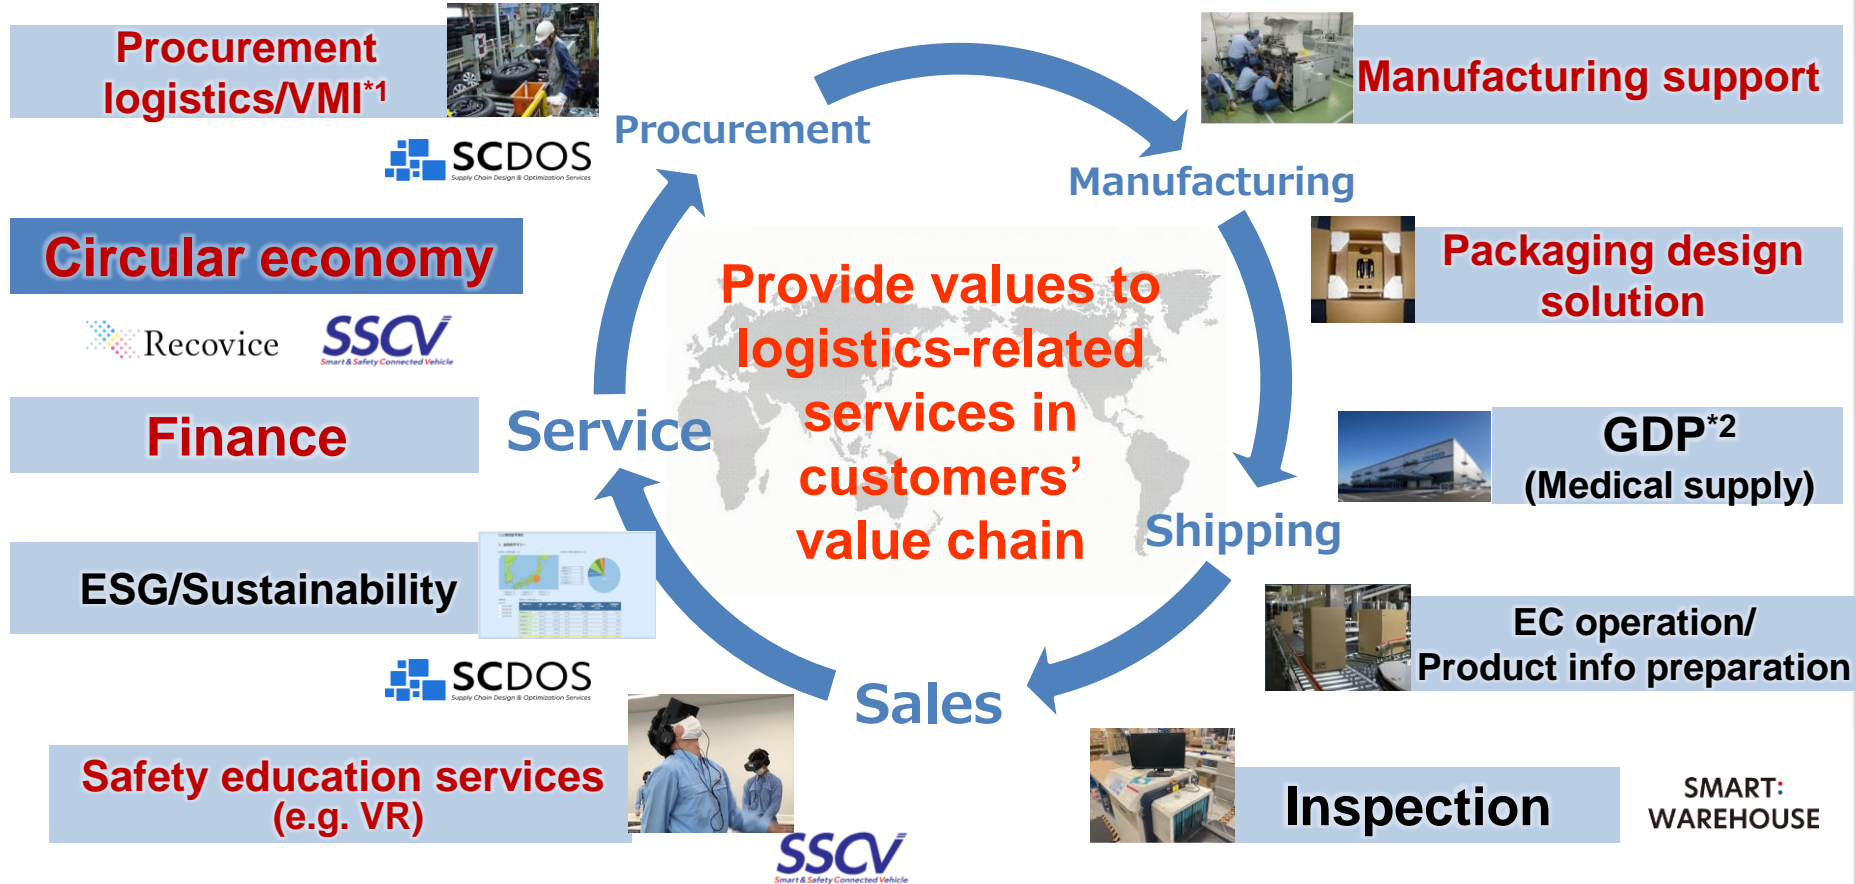 Procurement
logistics/VMI*1
SCDOS
Supply Chain Design & Optimization Services
Procurement
Manufacturing support
Manufacturing
Circular economy
Recovice
SSCV
Smart & Safety Connected Vehicle
Packaging design
solution
Provide values to
logistics-related
services in
customers’
value chain
Finance
Service
GDP*2
(Medical supply)
Shipping
ESG/Sustainability
SCDOS
Supply Chain Design & Optimization Services
EC operation/
Product info preparation
Sales
Safety education services
(e.g. VR)
SSCV
Smart & Safety Connected Vehicle
Inspection
SMART:
WAREHOUSE